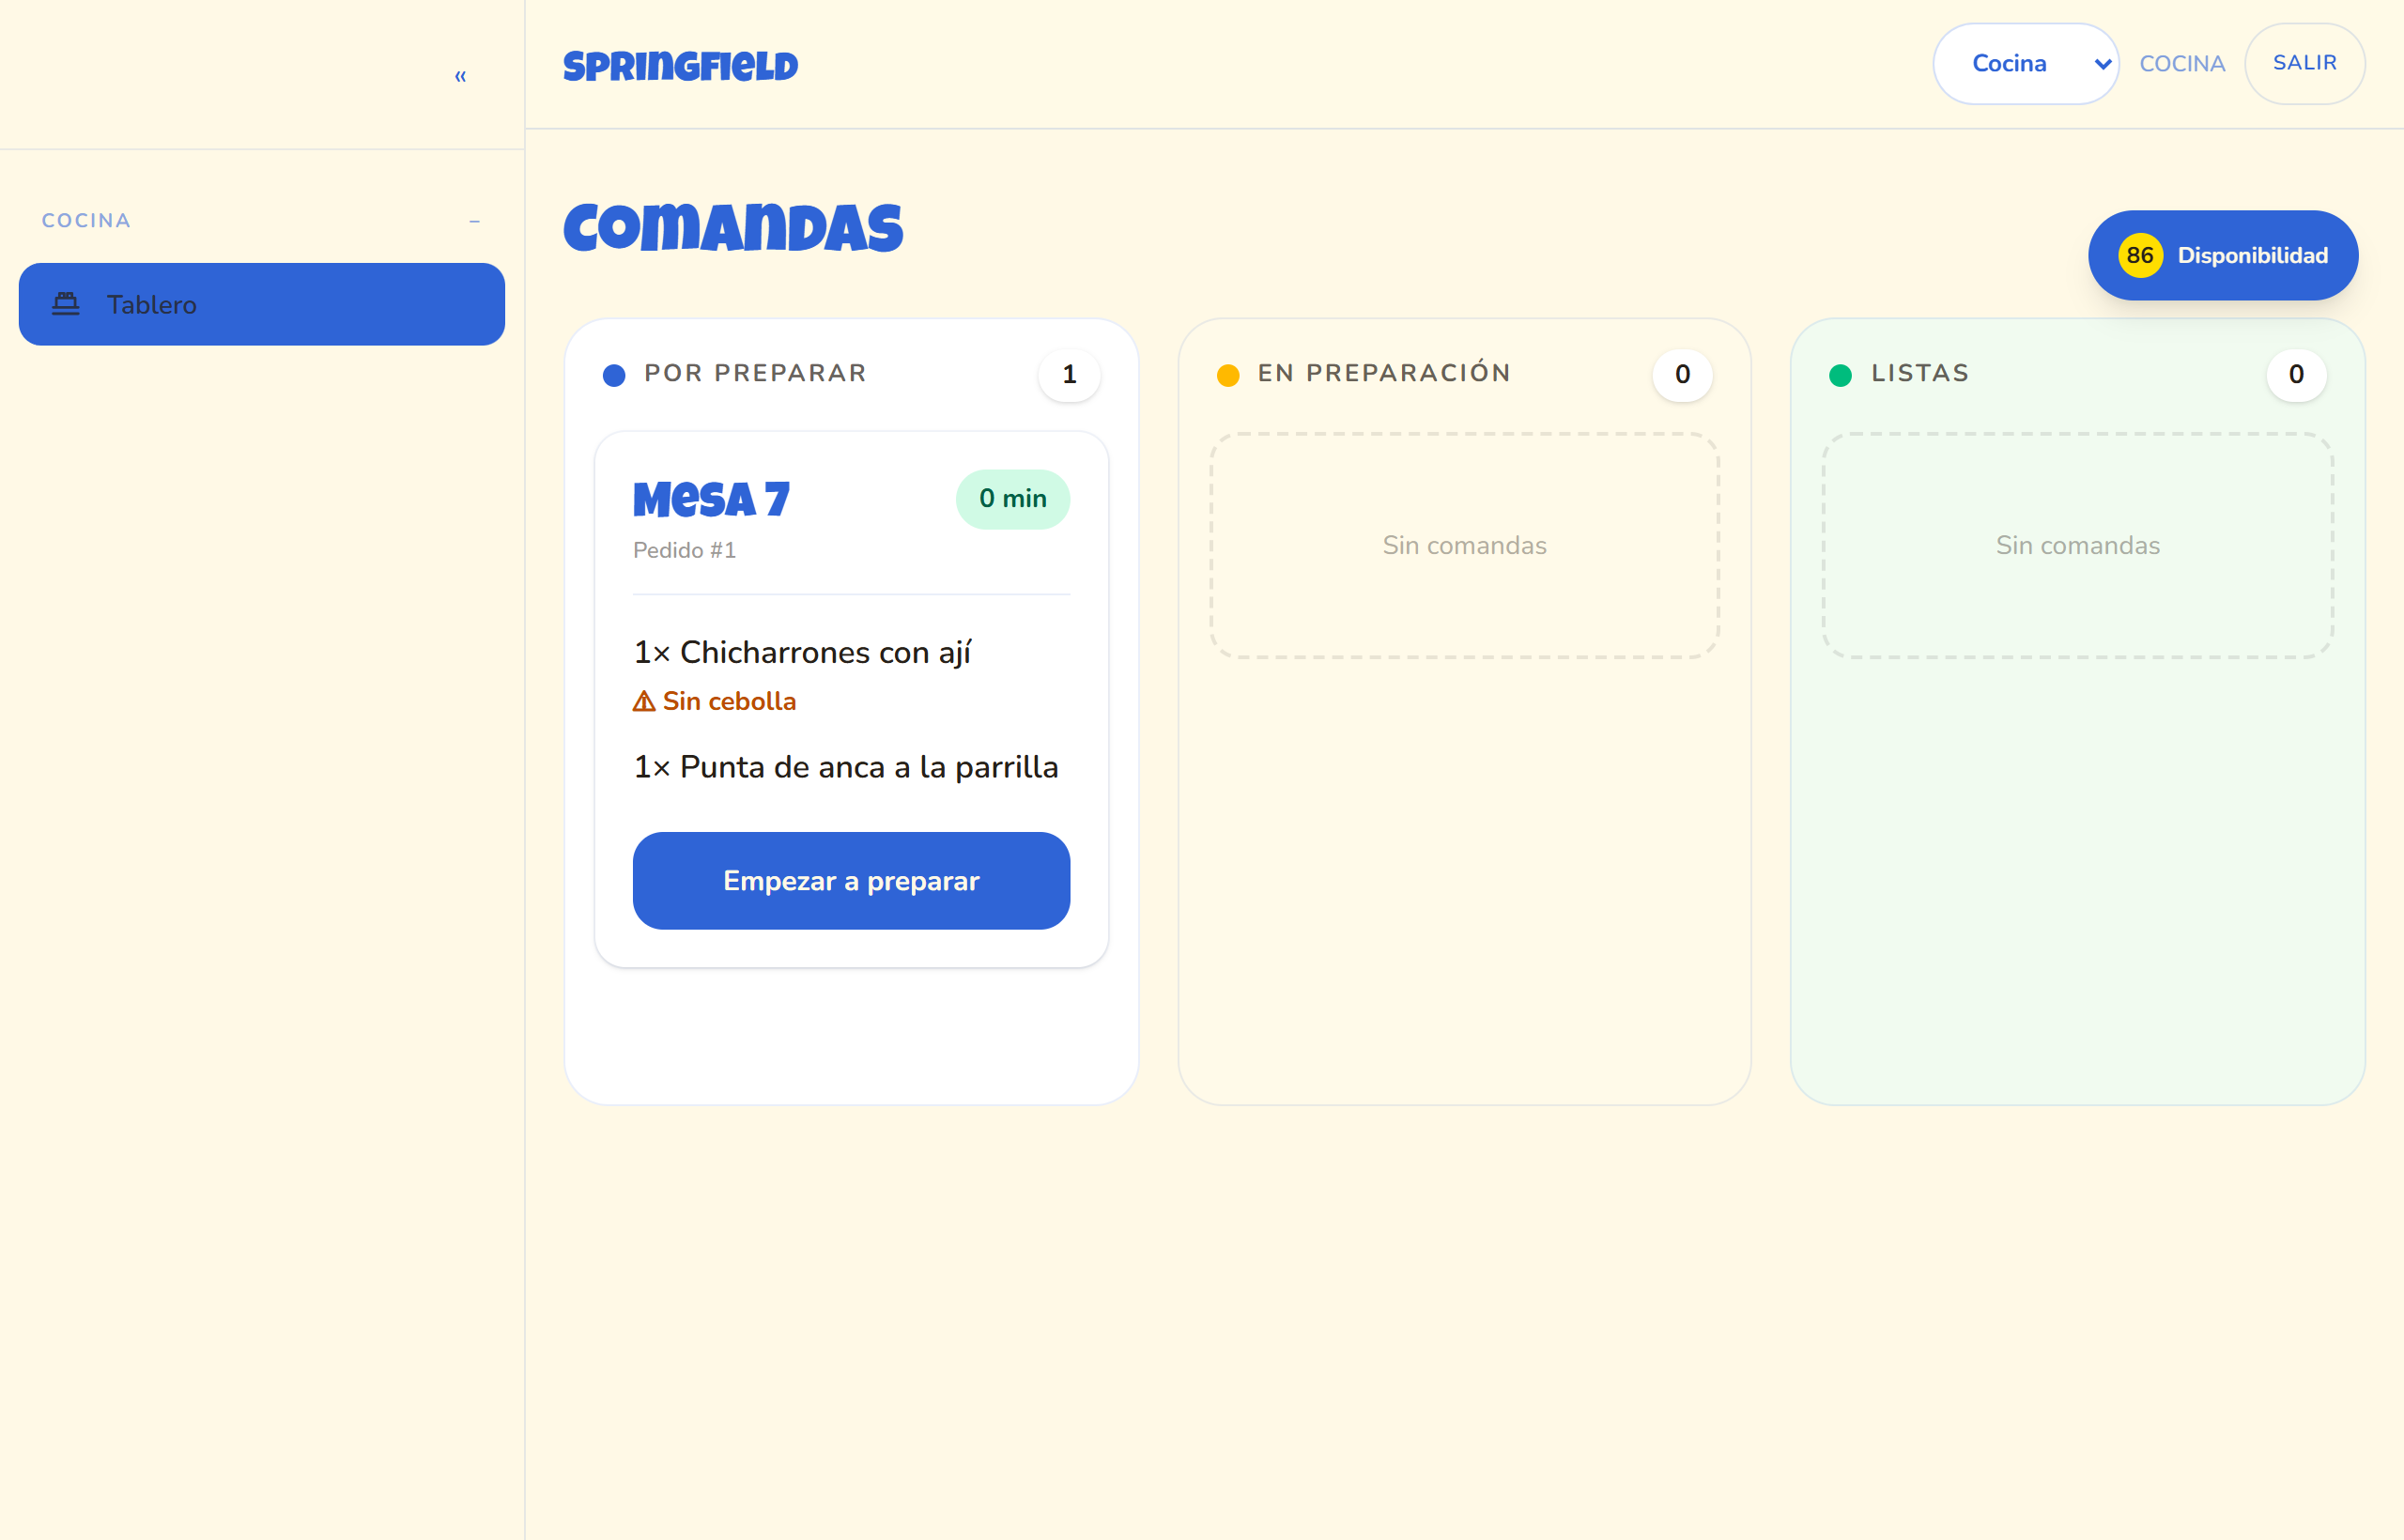 «
COCINA –
Tablero
SPRINGFIELD
Cocina
COCINA
SALIR
COMANDAS
86 Disponibilidad
POR PREPARAR 1
Mesa 7
0 min
Pedido #1
1× Chicharrones con ají
⚠ Sin cebolla
1× Punta de anca a la parrilla
Empezar a preparar
EN PREPARACIÓN 0
Sin comandas
LISTAS 0
Sin comandas